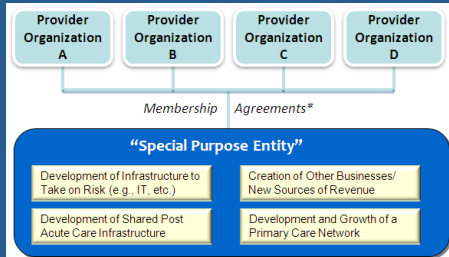 Provider
Organization
A
Provider
Organization
B
Provider
Organization
C
Provider
Organization
D
Membership Agreements*
“Special Purpose Entity”
Development of Infrastructure to
Take on Risk (e.g., IT, etc.)
Creation of Other Businesses/
New Sources of Revenue
Development of Shared Post
Acute Care Infrastructure
Development and Growth of a
Primary Care Network